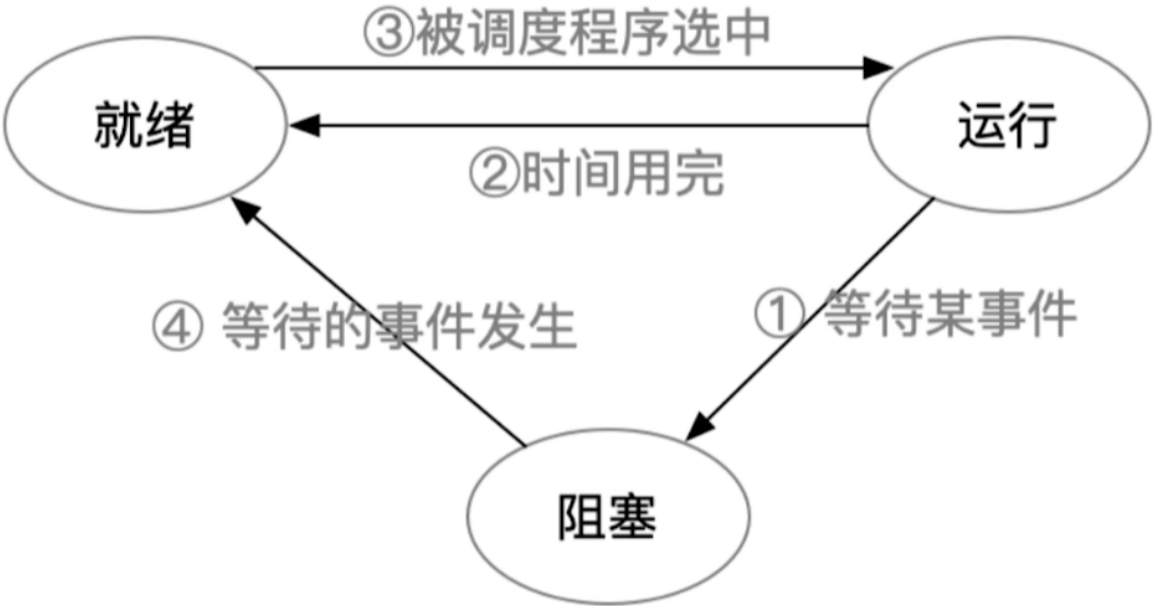 ③被调度程序选中
就绪
运行
②时间用完
④ 等待的事件发生
① 等待某事件
阻塞